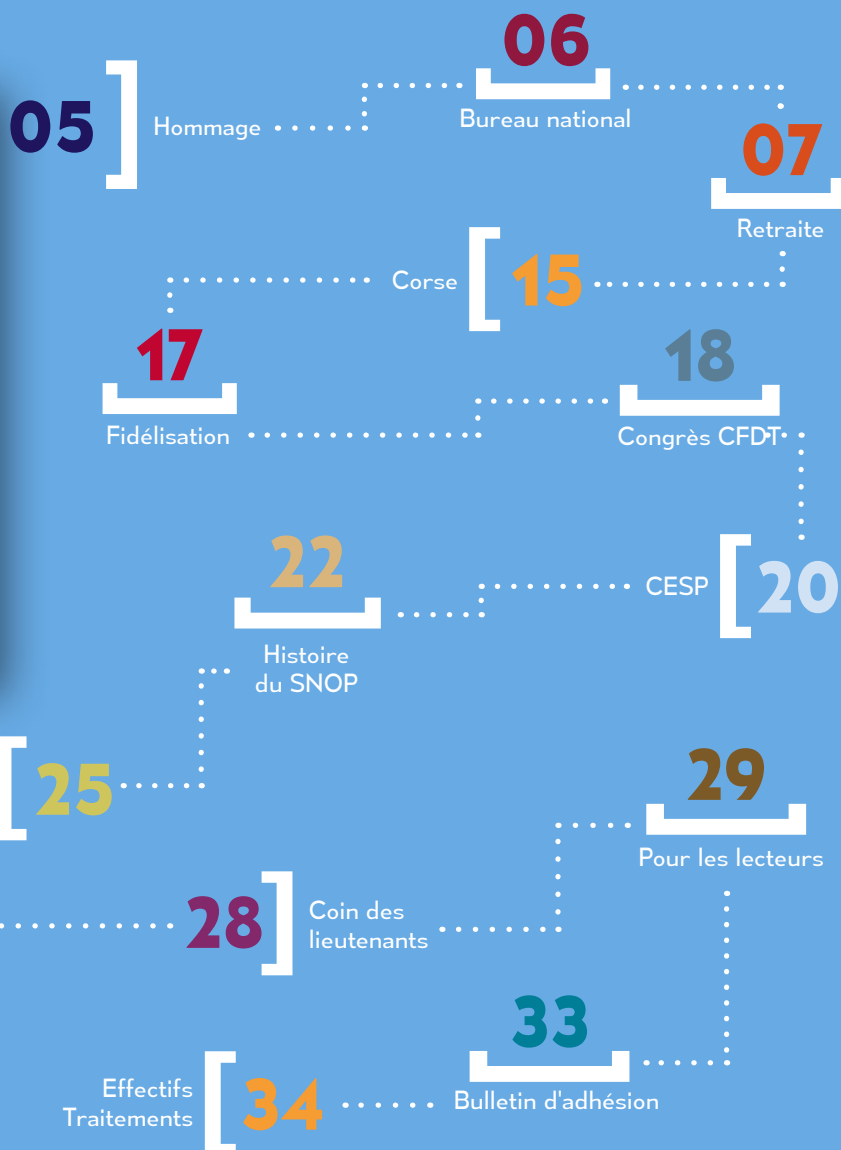 05
Hommage
06
Bureau national
07
Retraite
15
Corse
17
Fidélisation
18
Congrès CFDT
20
CESP
22
Histoire
du SNOP
25
28
Coin des
lieutenants
29
Pour les lecteurs
33
Bulletin d'adhésion
34
Effectifs
Traitements